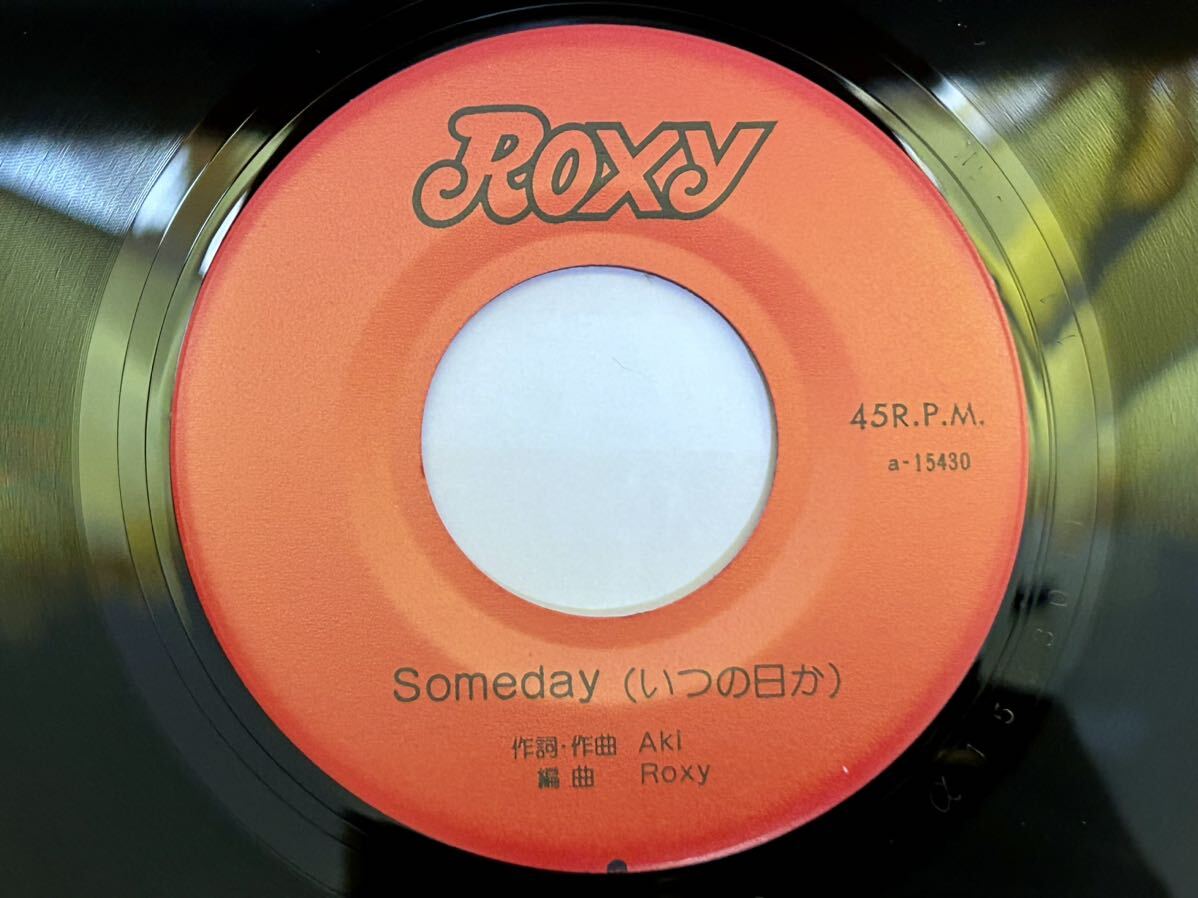 Roxy
45R.P.M.
a-15430
Someday (いつの日か)
作詞・作曲 Aki
編曲 Roxy